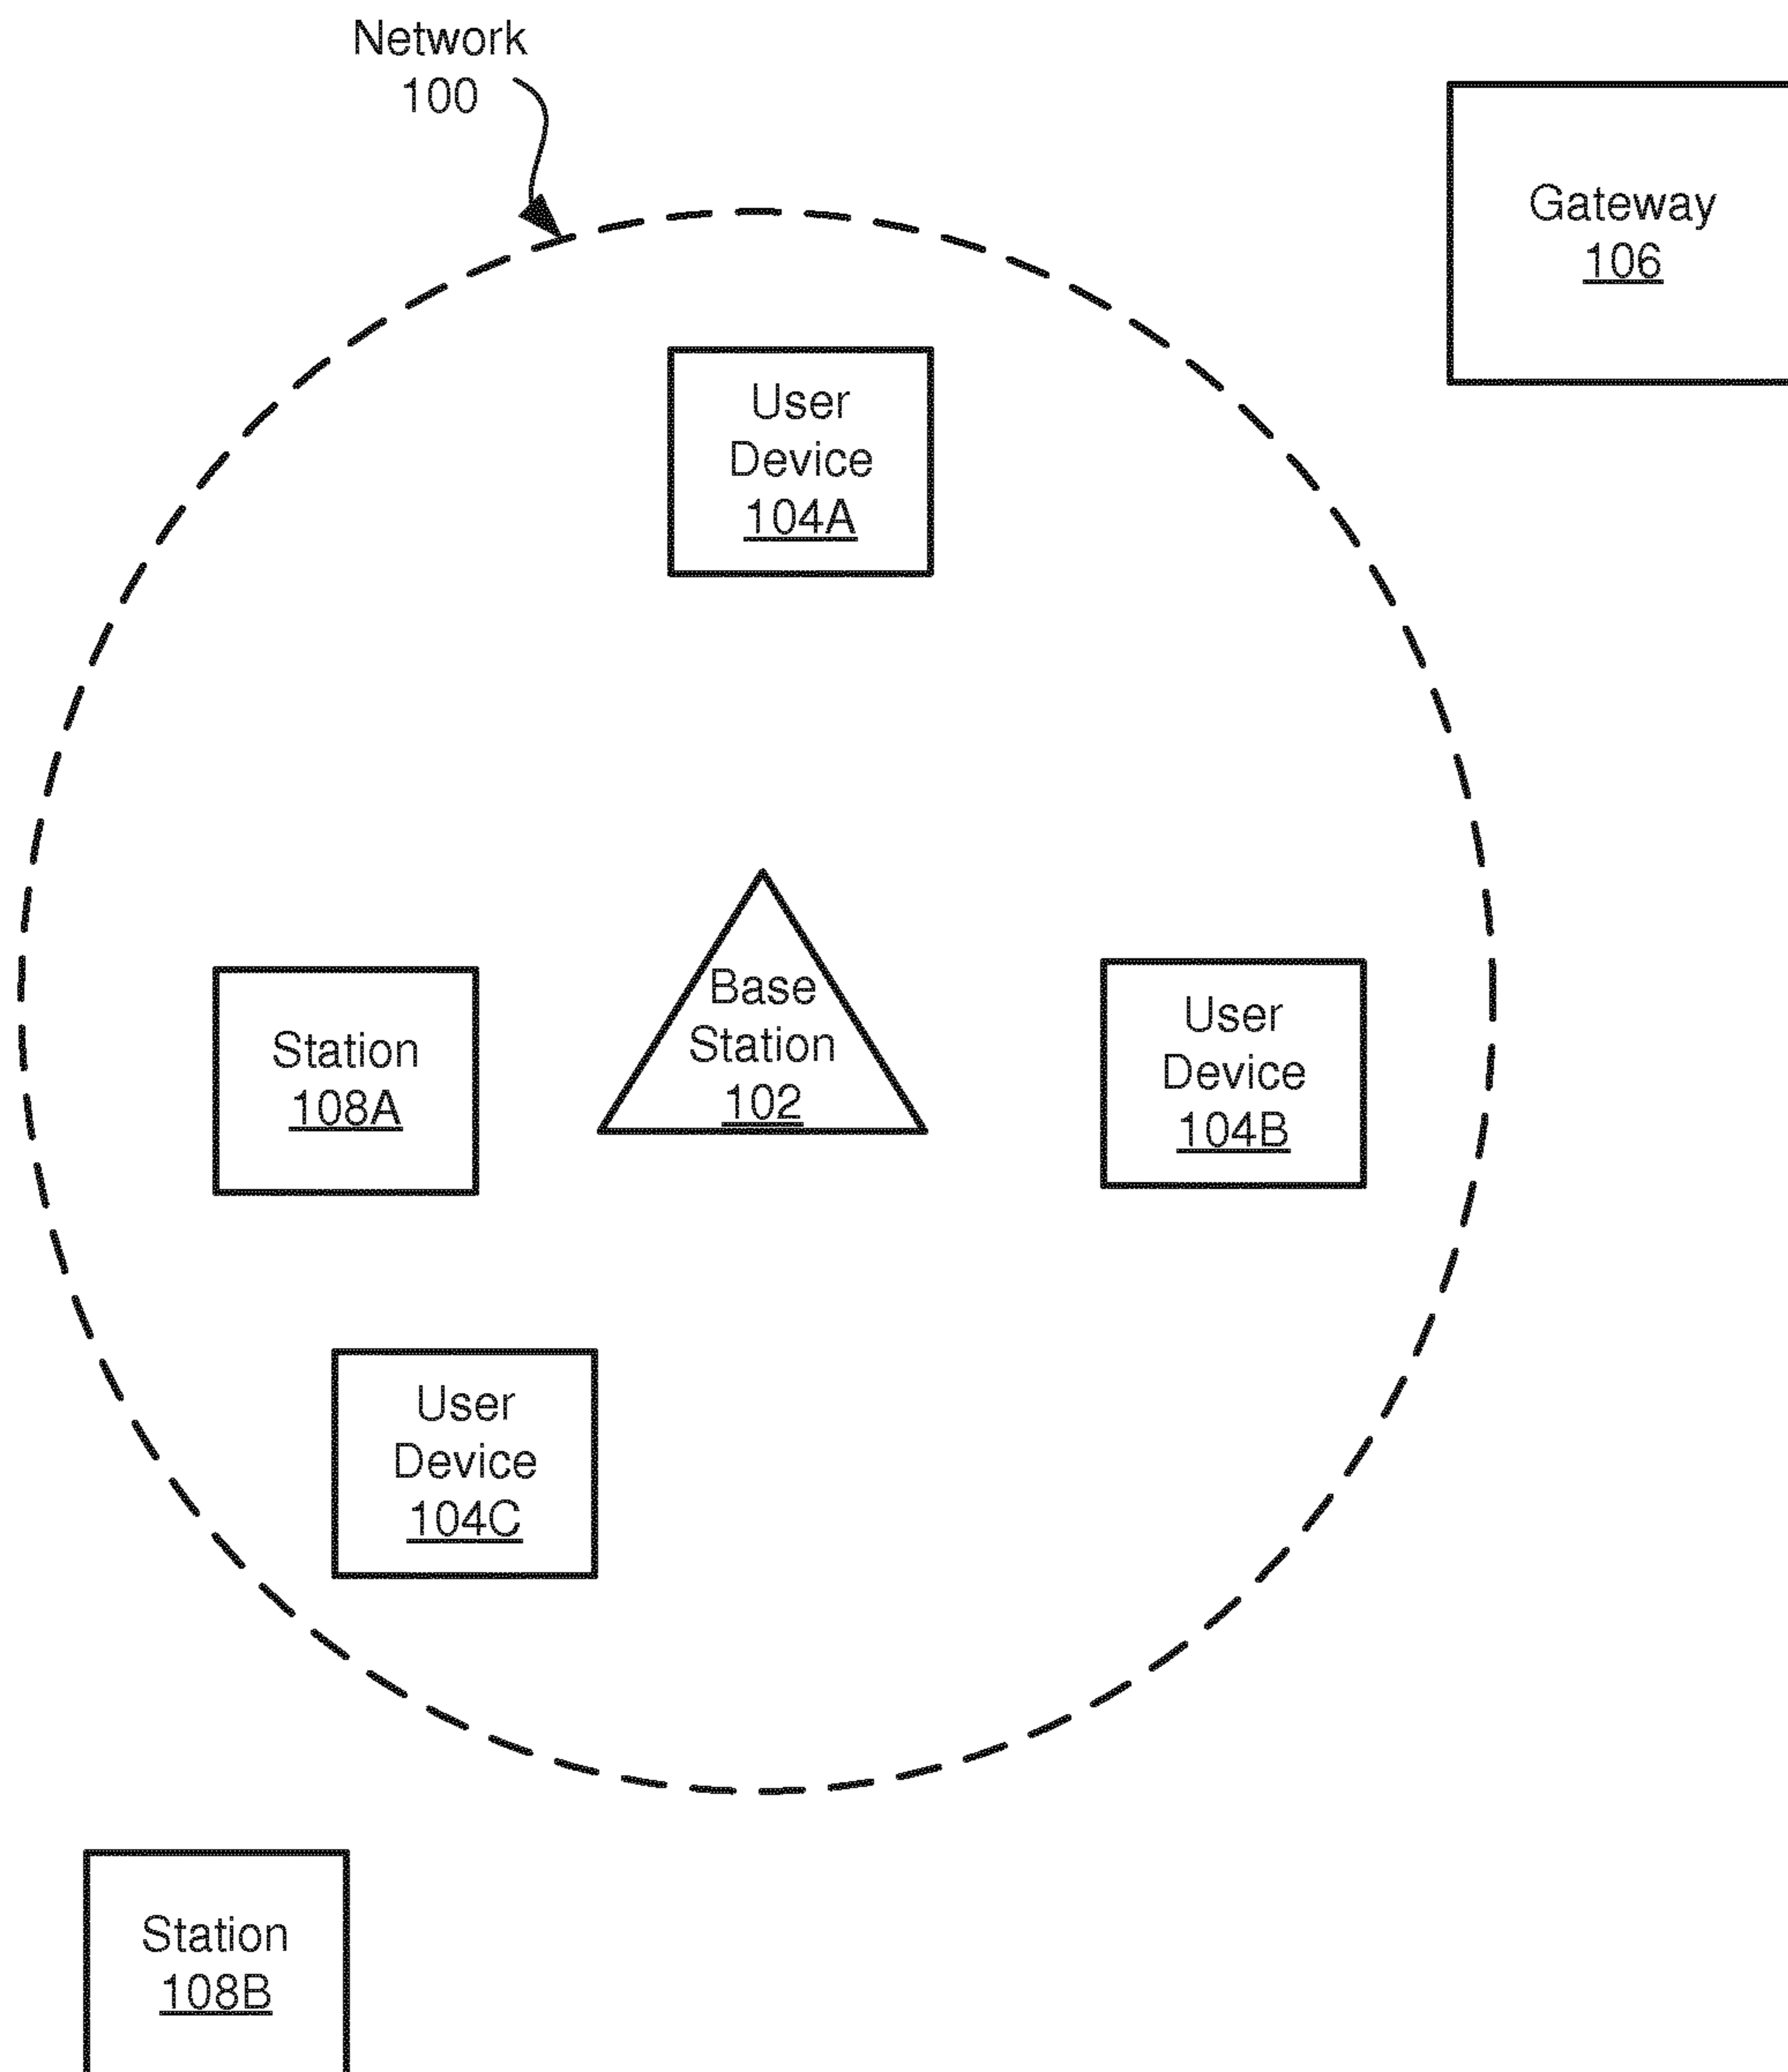 Network
100
Gateway
106
User
Device
104A
Base
Station
102
Station
108A
User
Device
104B
User
Device
104C
Station
108B